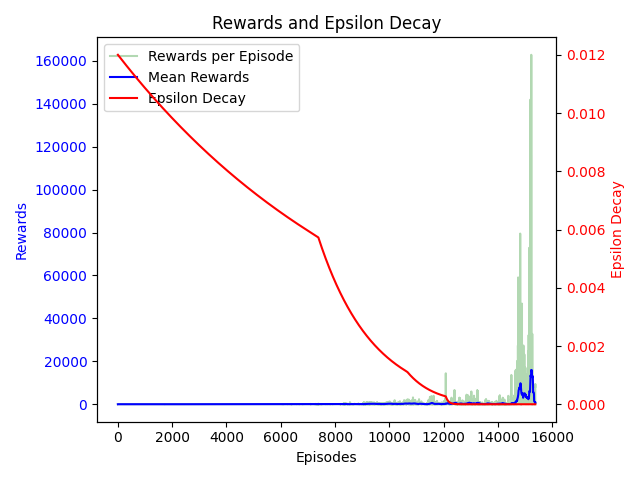 Rewards and Epsilon Decay
Rewards per Episode
Mean Rewards
Epsilon Decay
160000
140000
120000
100000
80000
60000
40000
20000
0
Rewards
0.012
0.010
0.008
0.006
0.004
0.002
0.000
Epsilon Decay
0 2000 4000 6000 8000 10000 12000 14000 16000
Episodes